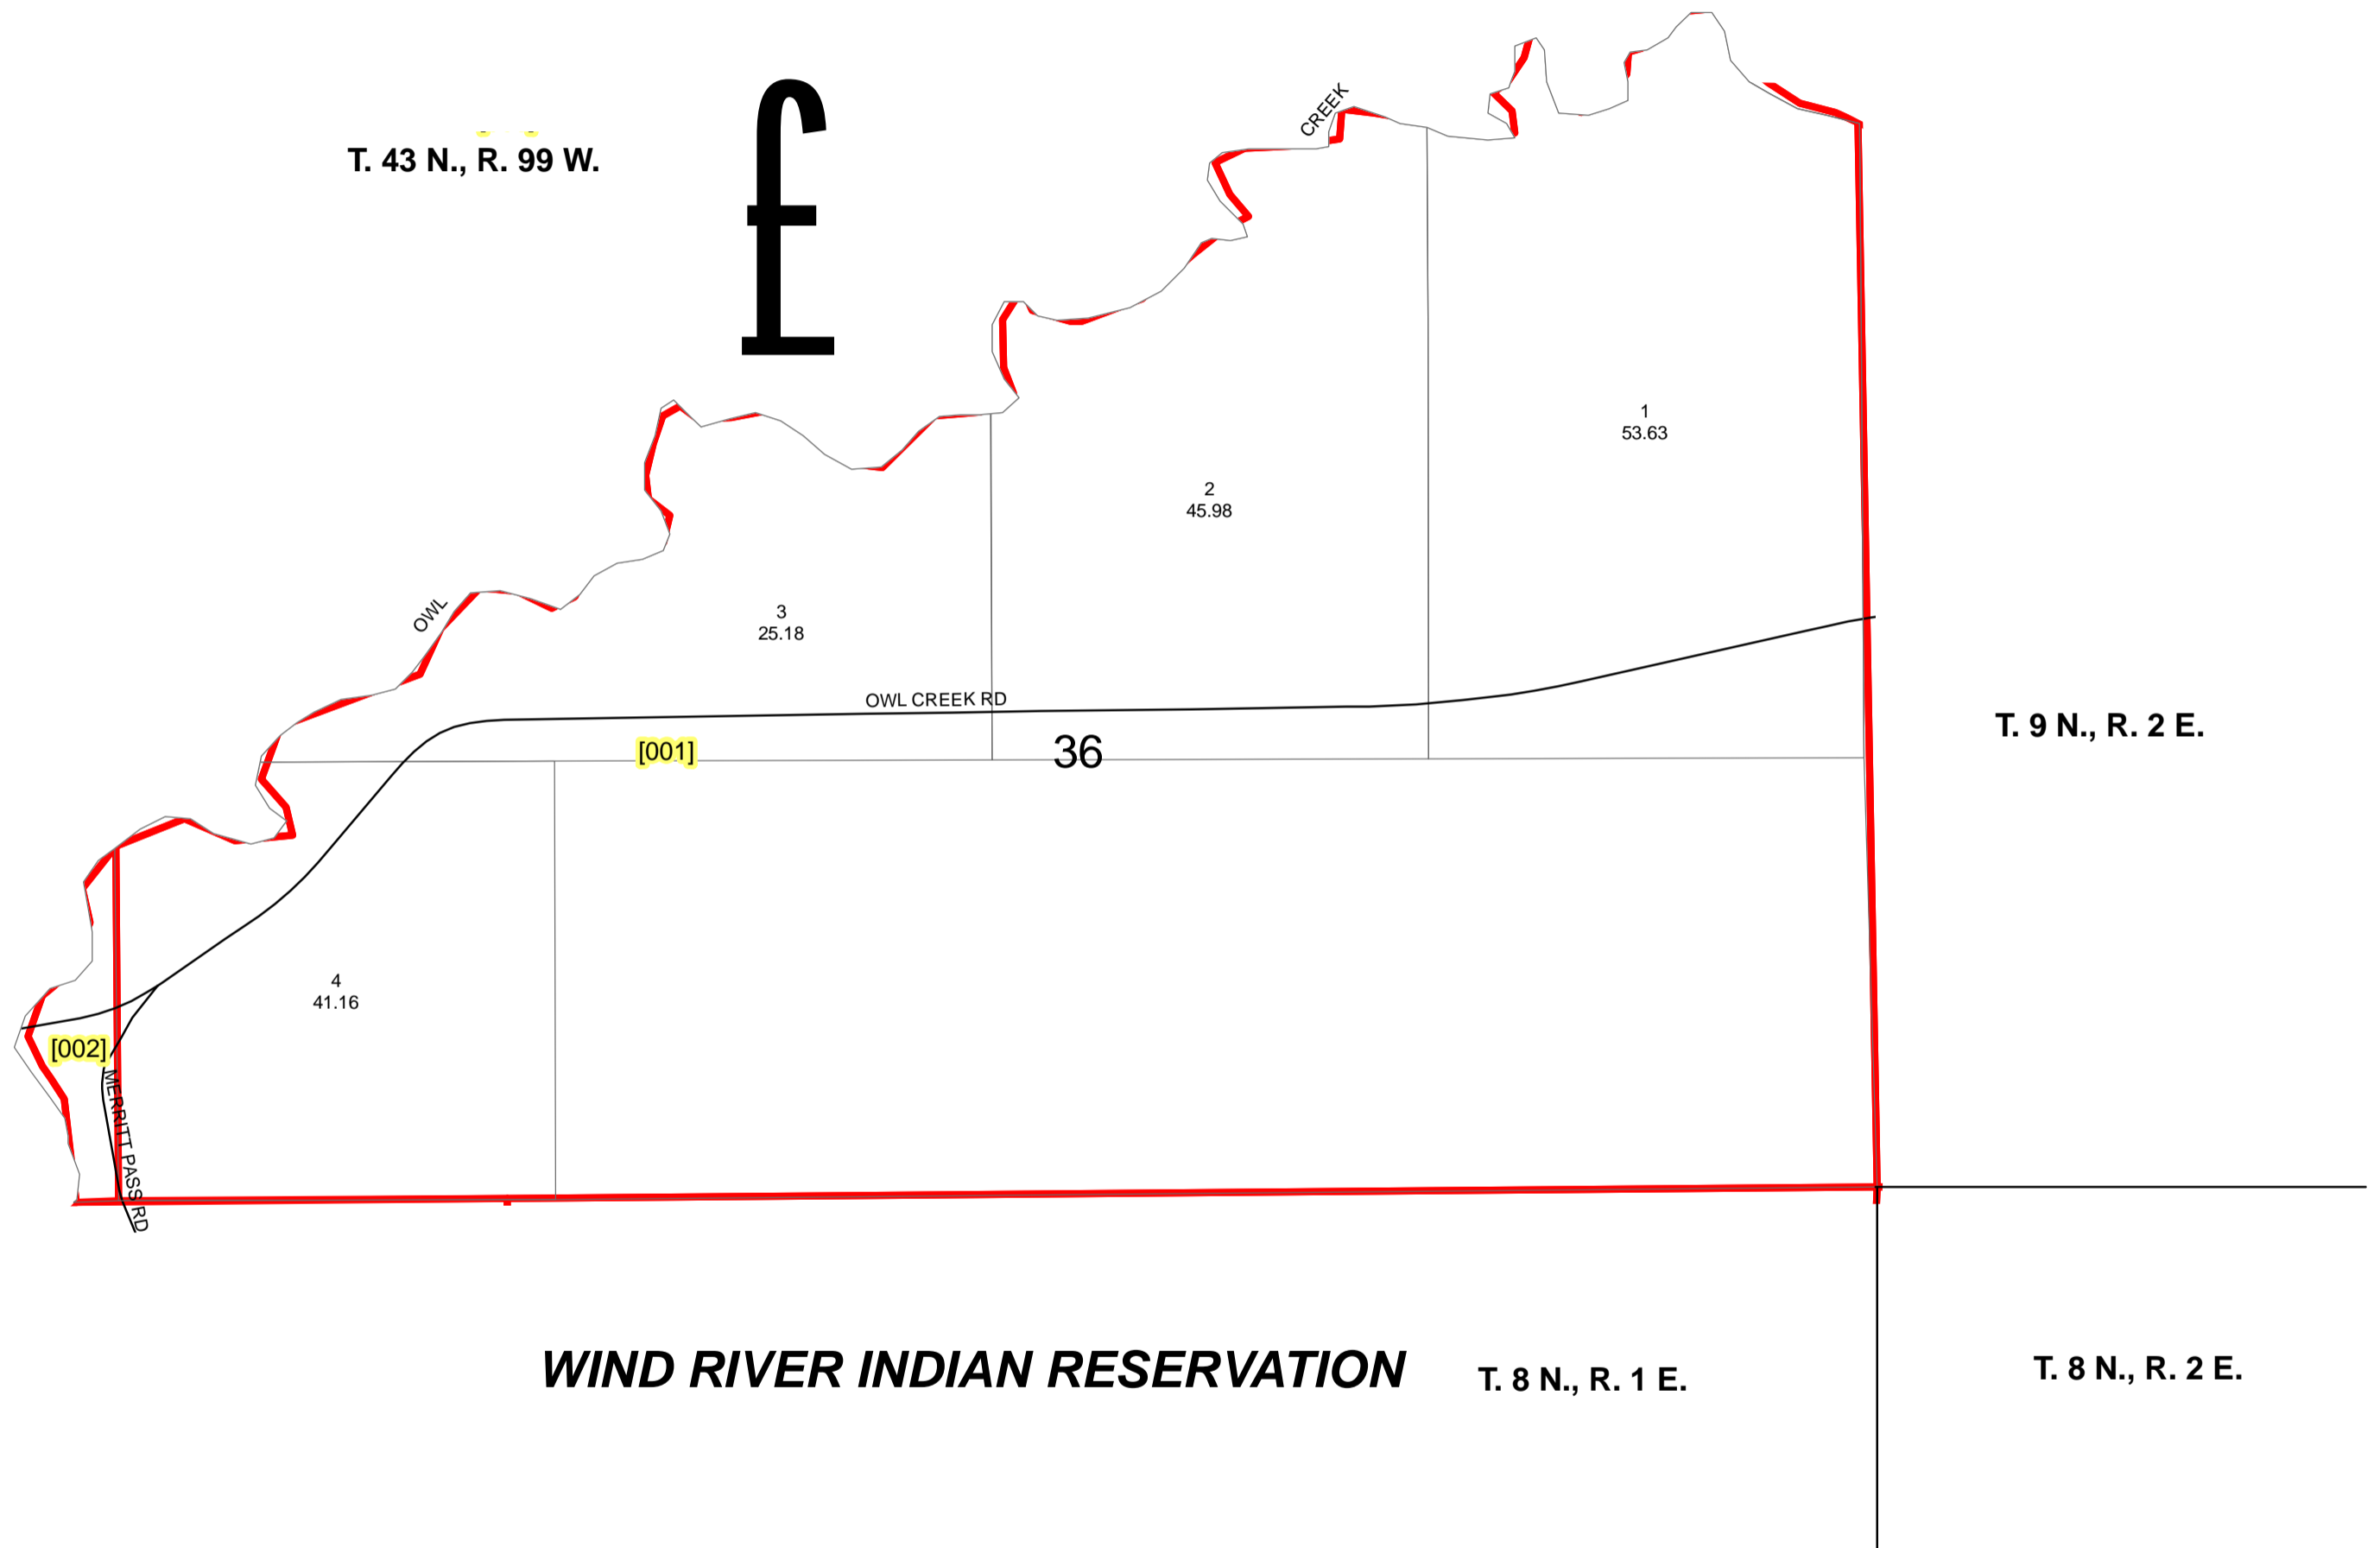 T. 43 N., R. 99 W.
£
CREEK
1
53.63
2
45.98
OWL
3
25.18
OWL CREEK RD
[001]
36
T. 9 N., R. 2 E.
4
41.16
[002]
MERRITT PASS RD
WIND RIVER INDIAN RESERVATION
T. 8 N., R. 1 E.
T. 8 N., R. 2 E.